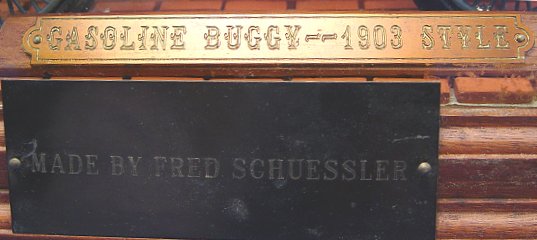 GASOLINE BUGGY–1903 STYLE
MADE BY FRED SCHUESSLER